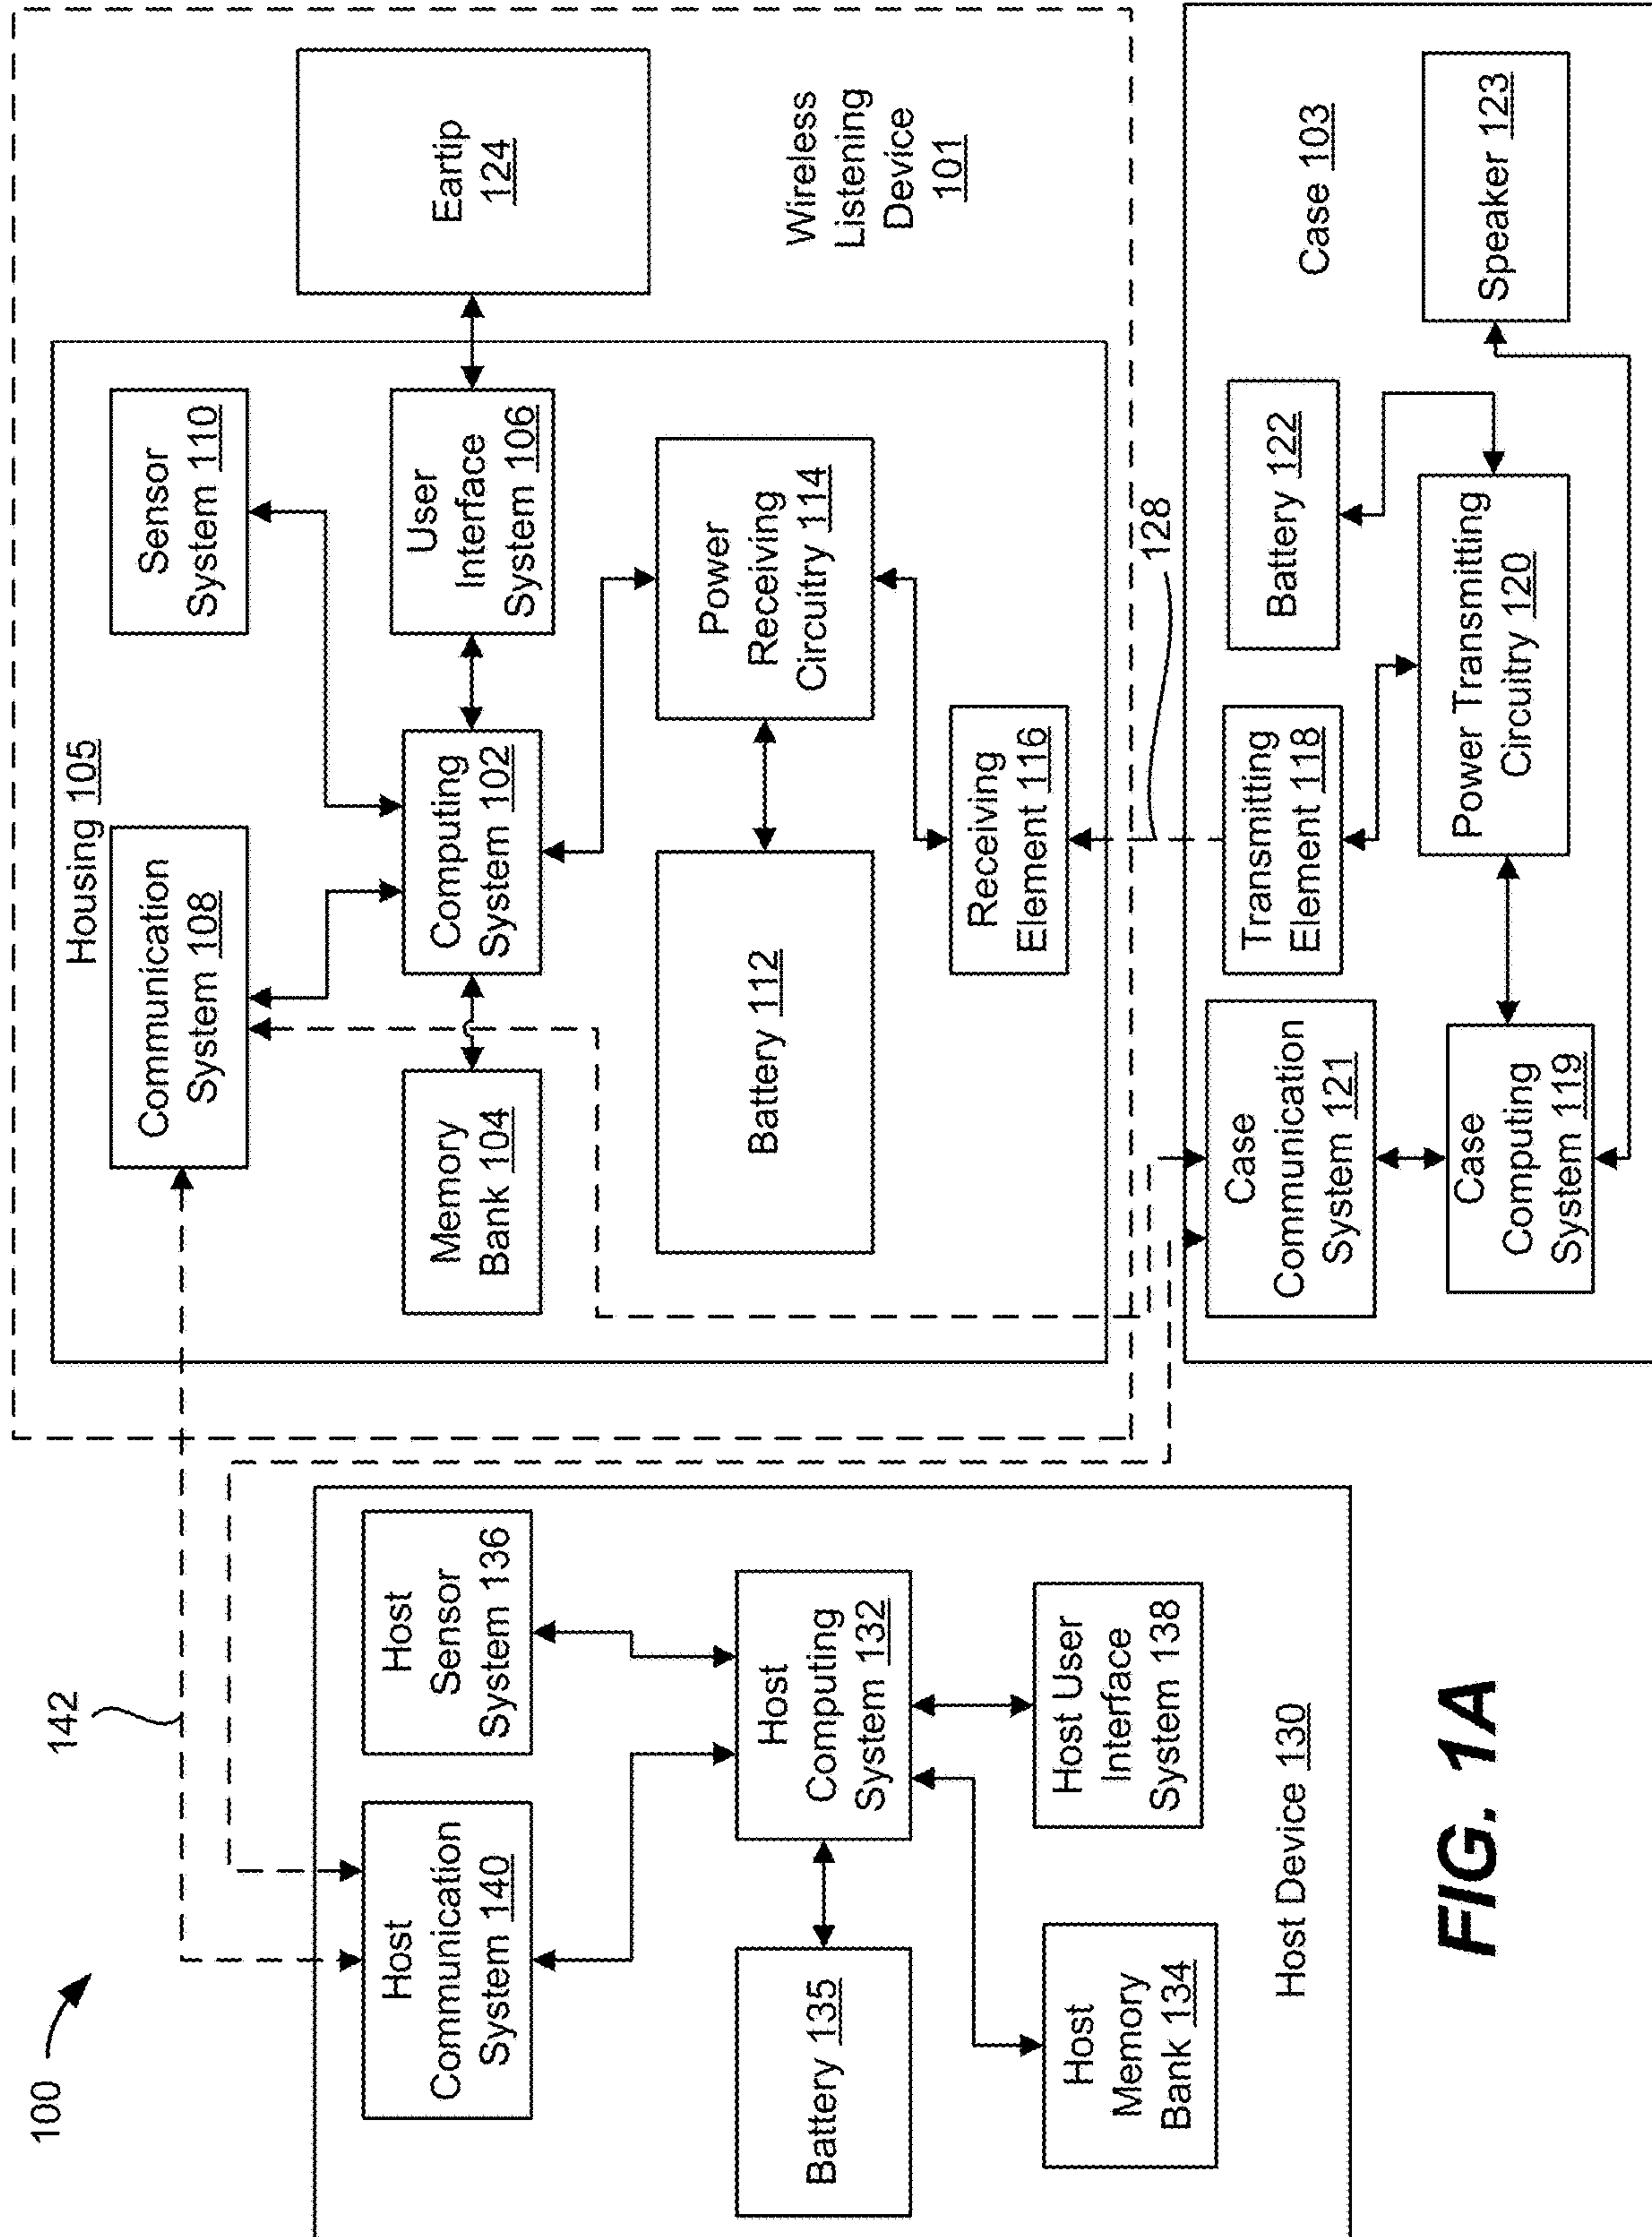 100
142
Host
Communication
System 140
Host
Sensor
System 136
Battery 135
Host
Computing
System 132
Host
Memory
Bank 134
Host User
Interface
System 138
Host Device 130
Housing 105
Communication
System 108
Sensor
System 110
Memory
Bank 104
Computing
System 102
User
Interface
System 106
Eartip
124
Battery 112
Power
Receiving
Circuitry 114
Wireless
Listening
Device
101
Receiving
Element 116
128
Case
Communication
System 121
Transmitting
Element 118
Battery 122
Case 103
Case
Computing
System 119
Power Transmitting
Circuitry 120
Speaker 123
FIG. 1A